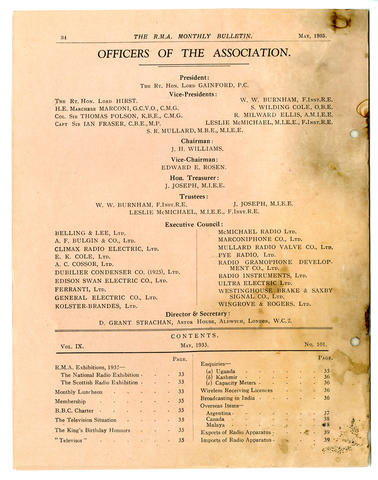 34 THE R.M.A. MONTHLY BULLETIN. MAY, 1935.
OFFICERS OF THE ASSOCIATION.
President:
THE RT. HON. LORD GAINFORD, P.C.
Vice-Presidents:
THE RT. HON. LORD HIRST. W. W. BURNHAM, F.INST.R.E.
H.E. MARCHESE MARCONI, G.C.V.O., C.M.G. S. WILDING COLE, O.B.E.
COL. SIR THOMAS POLSON, K.B.E., C.M.G. R. MILWARD ELLIS, A.M.I.E.E.
CAPT SIR IAN FRASER, C.B.E., M.P. LESLIE McMICHAEL, M.I.E.E., F.INST.R.E.
S. R. MULLARD, M.B.E., M.I.E.E.
Chairman:
J. H. WILLIAMS.
Vice-Chairman:
EDWARD E. ROSEN.
Hon. Treasurer:
J. JOSEPH, M.I.E.E.
Trustees:
W. W. BURNHAM, F.INST.R.E. J. JOSEPH, M.I.E.E.
LESLIE McMICHAEL, M.I.E.E., F.INST.R.E.
Executive Council:
BELLING & LEE, LTD.
A. F. BULGIN & CO., LTD.
CLIMAX RADIO ELECTRIC, LTD.
E. K. COLE, LTD.
A. C. COSSOR, LTD.
DUBILIER CONDENSER CO. (1925), LTD.
EDISON SWAN ELECTRIC CO., LTD.
FERRANTI, LTD.
GENERAL ELECTRIC CO., LTD.
KOLSTER-BRANDES, LTD.
McMICHAEL RADIO LTD.
MARCONIPHONE CO., LTD.
MULLARD RADIO VALVE CO., LTD.
PYE RADIO, LTD.
RADIO GRAMOPHONE DEVELOP-
MENT CO., LTD.
RADIO INSTRUMENTS, LTD.
ULTRA ELECTRIC LTD.
WESTINGHOUSE BRAKE & SAXBY
SIGNAL CO., LTD.
WINGROVE & ROGERS, LTD.
Director & Secretary:
D. GRANT STRACHAN, ASTOR HOUSE, ALDWYCH, LONDON, W.C.2.
CONTENTS.
VOL. IX. MAY, 1935. No. 101.
PAGE.
R.M.A. Exhibitions, 1935—
The National Radio Exhibition 33
The Scottish Radio Exhibition 33
Monthly Luncheon 33
Membership 35
B.B.C. Charter 35
The Television Situation 35
The King's Birthday Honours 35
"Televisor" 35
PAGE.
Enquiries—
(a) Uganda 35
(b) Kashmir 36
(c) Capacity Meters 36
Wireless Receiving Licences 36
Broadcasting in India 36
Overseas Items—
Argentina 37
Canada 38
Malaya 38
Exports of Radio Apparatus 39
Imports of Radio Apparatus 39